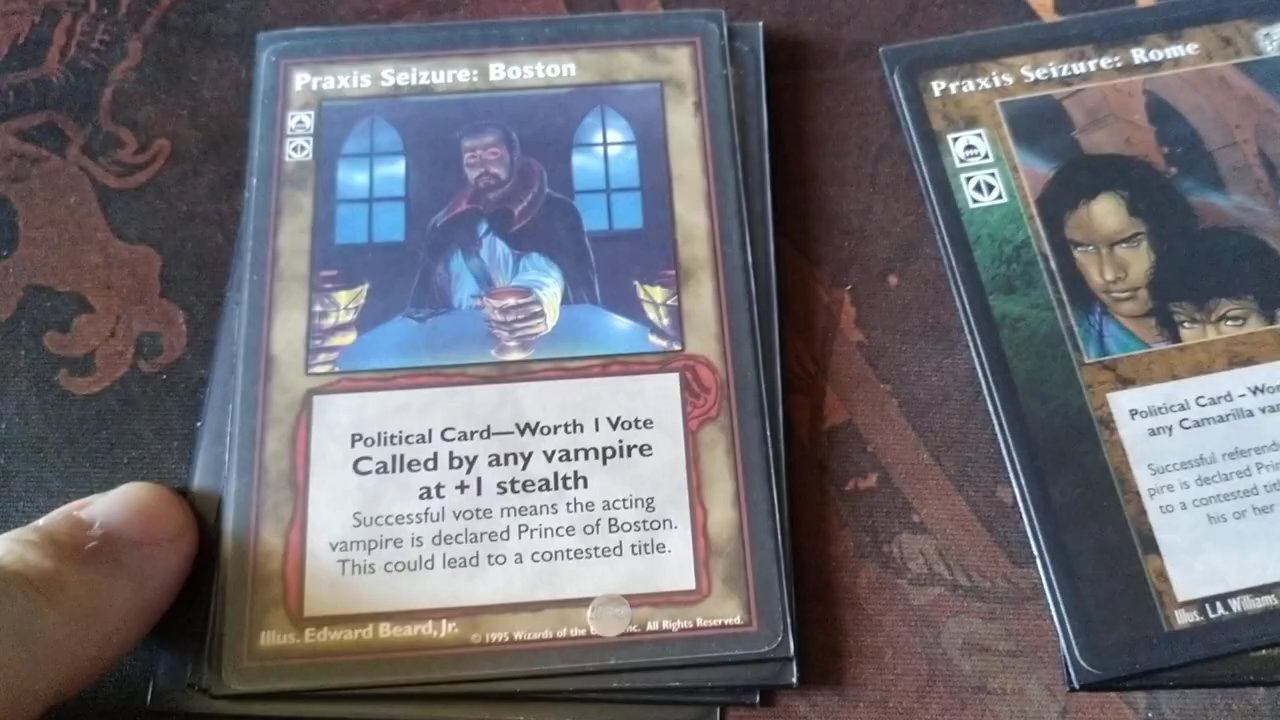 Praxis Seizure: Boston
Political Card—Worth 1 Vote
Called by any vampire
at +1 stealth
Successful vote means the acting
vampire is declared Prince of Boston.
This could lead to a contested title.
Illus. Edward Beard, Jr.
© 1995 Wizards of the Inc. All Rights Reserved.
Praxis Seizure: Rome
Political Card – Wor
any Camarilla va
Successful referend
pire is declared Prin
to a contested tit
his or her
Illus. L.A. Williams